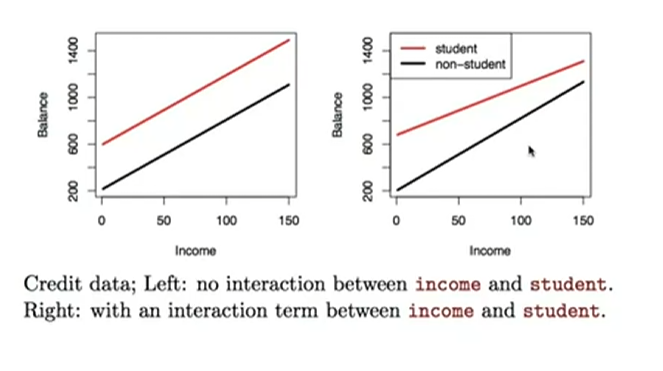 1400
1000
600
200
Balance
0 50 100 150
Income
student
non-student
1400
1000
600
200
Balance
0 50 100 150
Income
Credit data; Left: no interaction between income and student.
Right: with an interaction term between income and student.